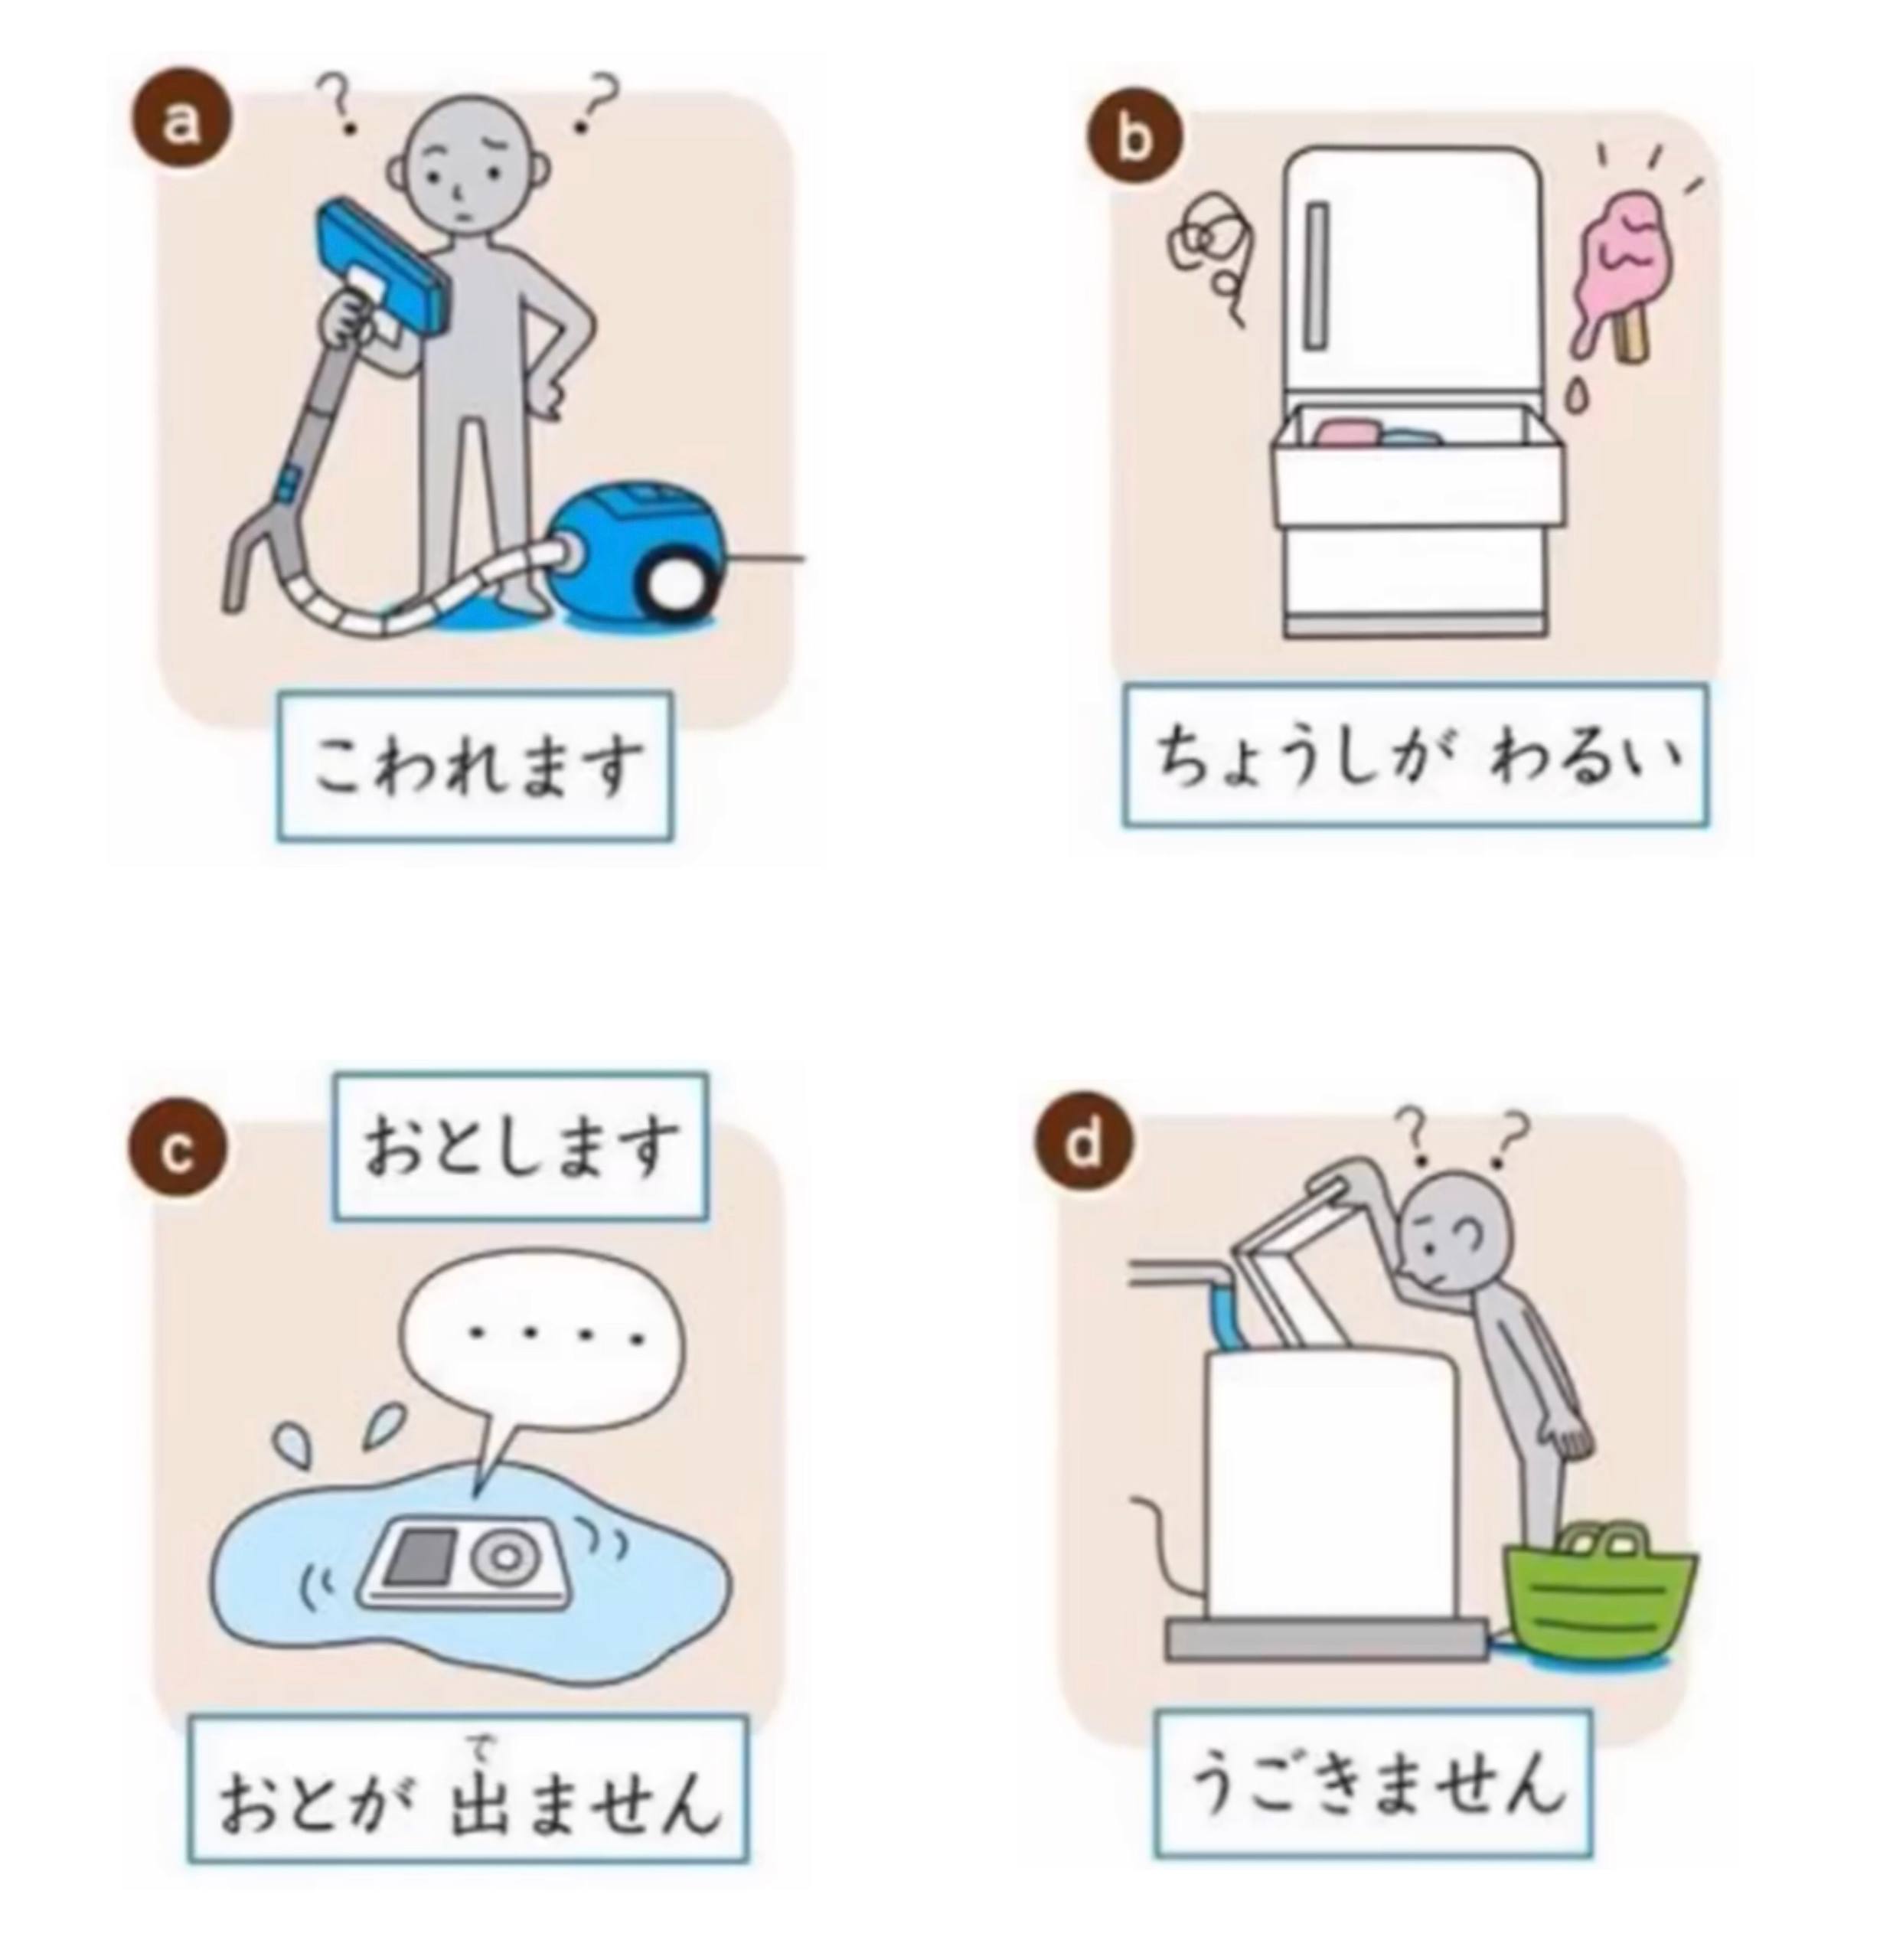 a
? ?
こわれます
b
ちょうしが わるい
c
おとします
・・・・
で
おとが 出ません
d
? ?
うごきません